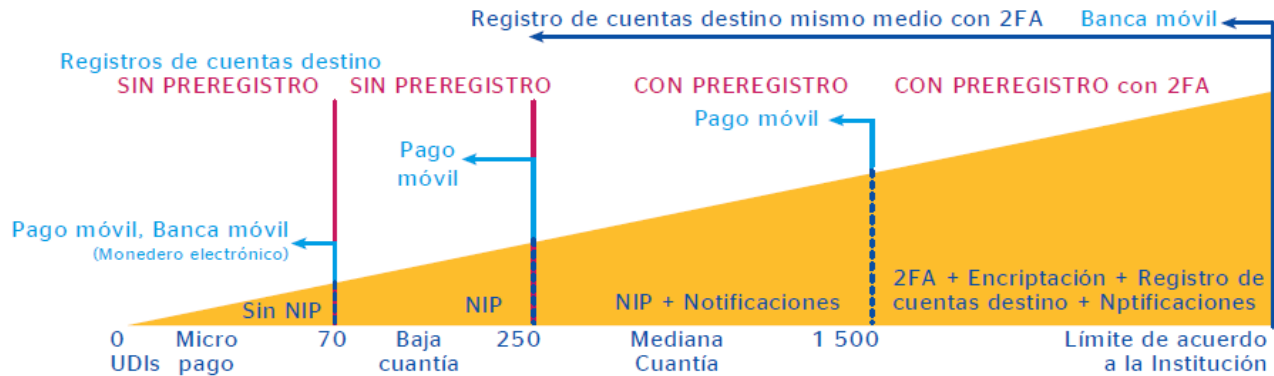 Registro de cuentas destino mismo medio con 2FA
Banca móvil
Registros de cuentas destino
SIN PREREGISTRO
SIN PREREGISTRO
CON PREREGISTRO
CON PREREGISTRO con 2FA
Pago móvil
Pago
móvil
Pago móvil, Banca móvil
(Monedero electrónico)
Sin NIP
NIP
NIP + Notificaciones
2FA + Encriptación + Registro de
cuentas destino + Nptificaciones
0
UDIs
Micro
pago
70
Baja
cuantía
250
Mediana
Cuantía
1 500
Límite de acuerdo
a la Institución